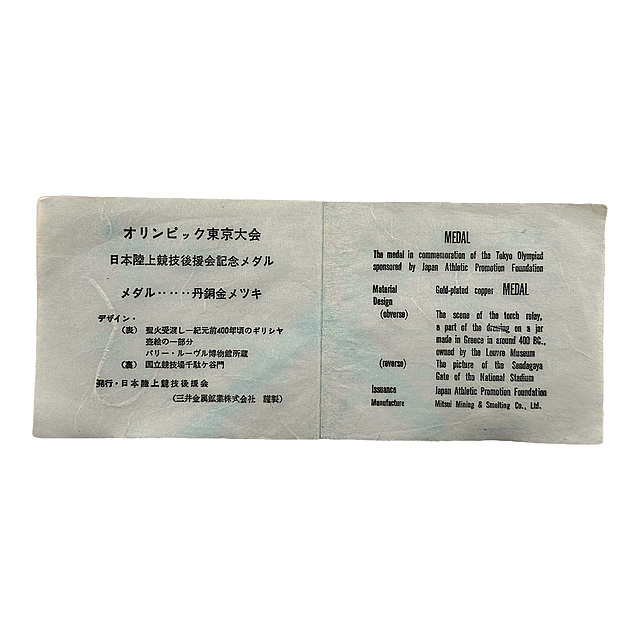 オリンピック東京大会
日本陸上競技後援会記念メダル
メダル‥‥丹銅金メツキ
デザイン・
(表) 聖火受渡し―紀元前400年頃のギリシヤ
壺絵の一部分
パリー・ルーヴル博物館所蔵
(裏) 国立競技場千駄ケ谷門
発行・日本陸上競技後援会
(三井金属鉱業株式会社 謹製)
MEDAL
The medal in commemoration of the Tokyo Olympiad
sponsored by Japan Athletic Promotion Foundation
Material Gold-plated copper MEDAL
Design
(obverse) The scene of the torch relay,
a part of the drawing on a jar
made in Greece in around 400 BC.,
owned by the Louvre Museum
(reverse) The picture of the Sendagaya
Gate of the National Stadium
Issuance Japan Athletic Promotion Foundation
Manufacture Mitsui Mining & Smelting Co., Ltd.